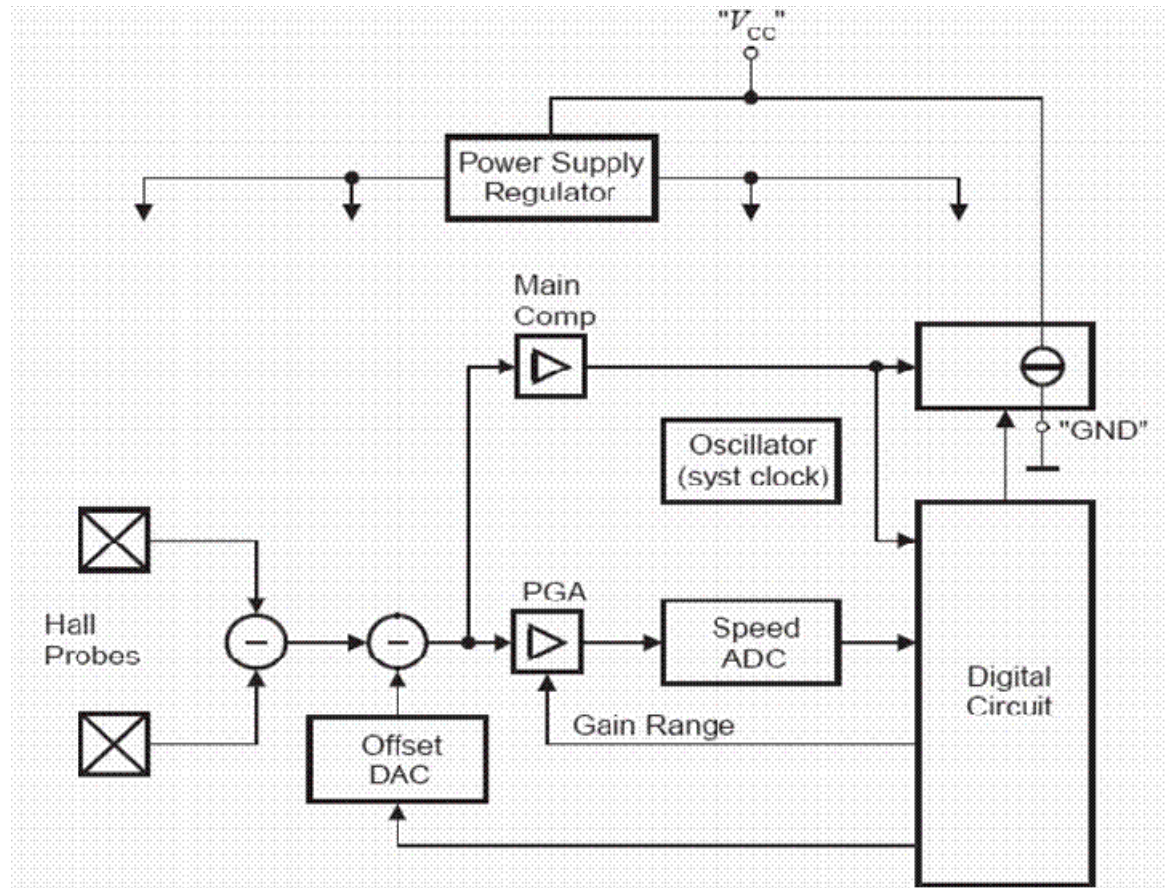 "VCC"
Power Supply
Regulator
Main
Comp
"GND"
Oscillator
(syst clock)
PGA
Hall
Probes
Speed
ADC
Digital
Circuit
Gain Range
Offset
DAC